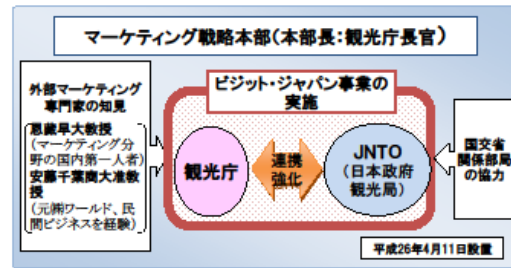 マーケティング戦略本部(本部長:観光庁長官)
外部マーケティング
専門家の知見
恩藏早大教授
(マーケティング分
野の国内第一人者)
安藤千葉商大准教
授
(元㈱ワールド、民
間ビジネスを経験)
ビジット・ジャパン事業の
実施
観光庁
連携
強化
JNTO
(日本政府
観光局)
国交省
関係部局
の協力
平成26年4月11日設置